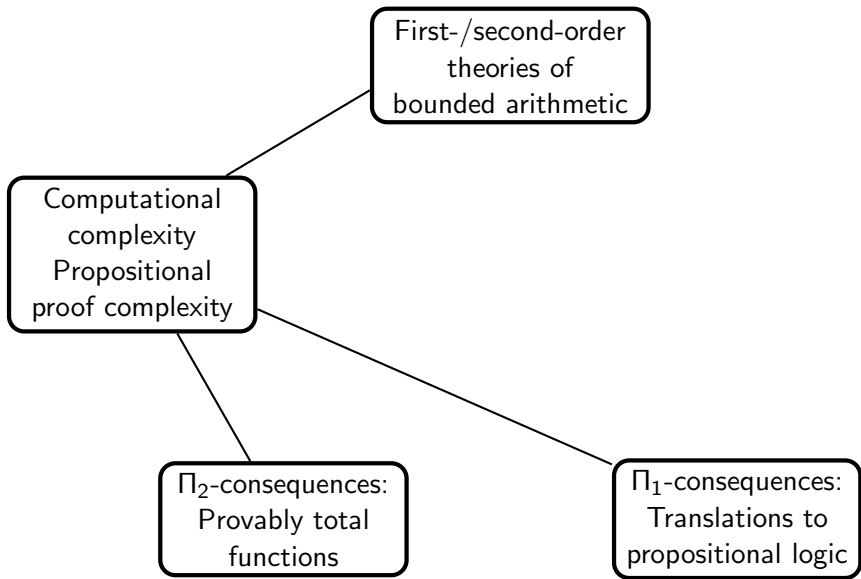 First-/second-order
theories of
bounded arithmetic
Computational
complexity
Propositional
proof complexity
Π₂-consequences:
Provably total
functions
Π₁-consequences:
Translations to
propositional logic